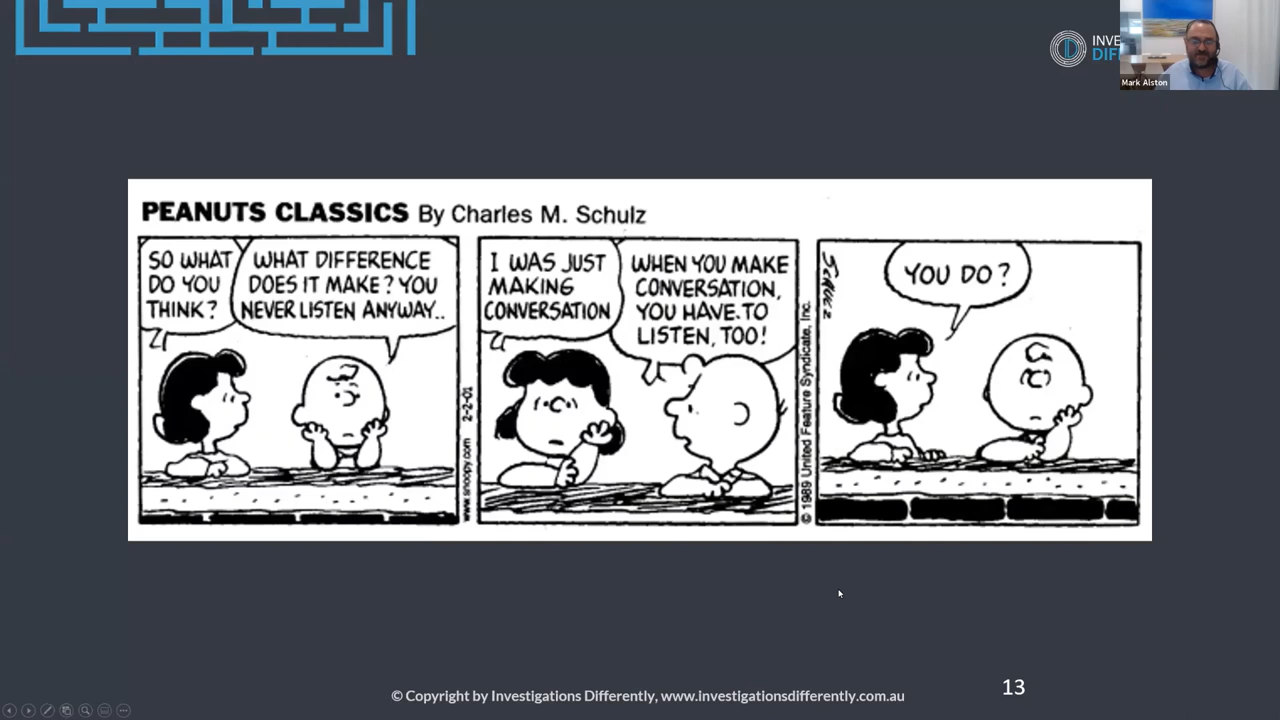 INVE
DIF
Mark Alston
PEANUTS CLASSICS By Charles M. Schulz
SO WHAT
DO YOU
THINK?
WHAT DIFFERENCE
DOES IT MAKE? YOU
NEVER LISTEN ANYWAY..
www.snoopy.com 2-2-01
I WAS JUST
MAKING
CONVERSATION
WHEN YOU MAKE
CONVERSATION,
YOU HAVE TO
LISTEN, TOO!
© 1989 United Feature Syndicate, Inc.
SCHULZ
YOU DO?
© Copyright by Investigations Differently, www.investigationsdifferently.com.au
13